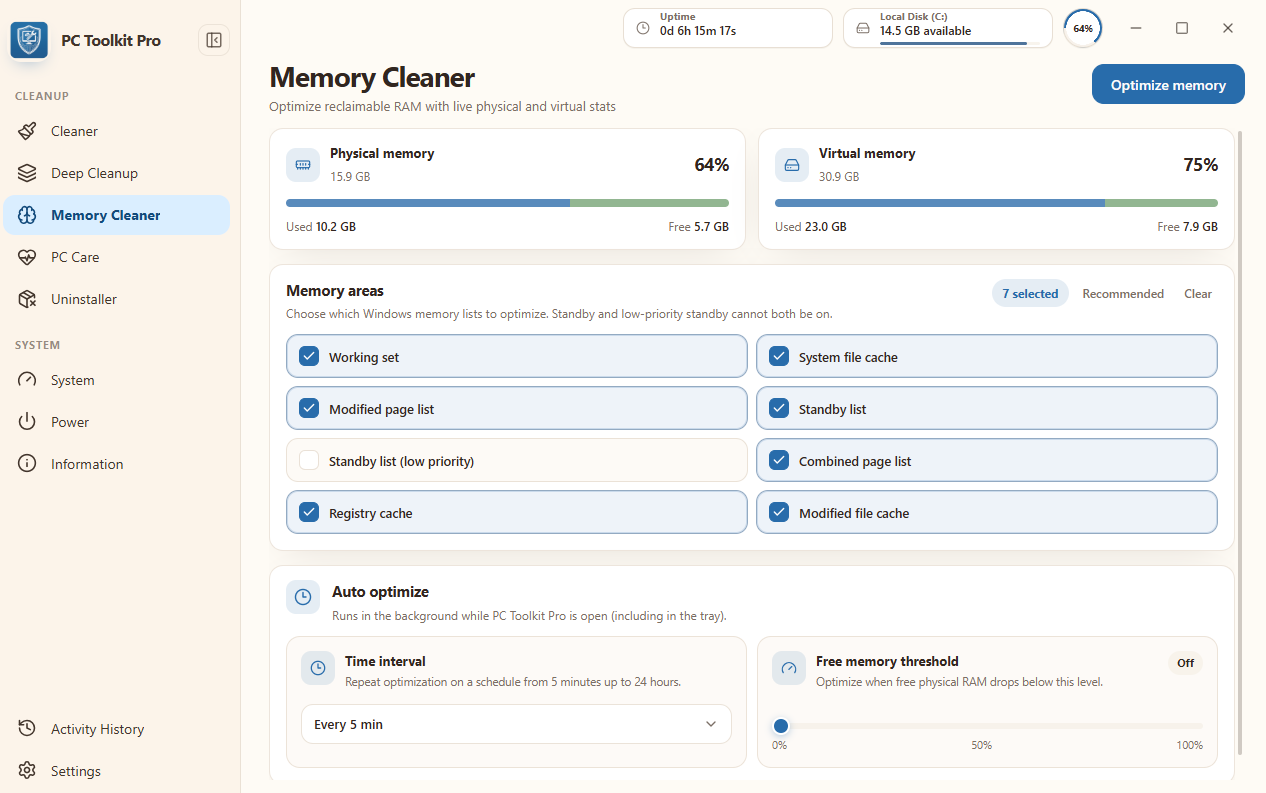 PC Toolkit Pro
Uptime
0d 6h 15m 17s
Local Disk (C:)
14.5 GB available
64%
CLEANUP
Cleaner
Deep Cleanup
Memory Cleaner
PC Care
Uninstaller
SYSTEM
System
Power
Information
Activity History
Settings
Memory Cleaner
Optimize reclaimable RAM with live physical and virtual stats
Optimize memory
Physical memory
15.9 GB
64%
Used 10.2 GB
Free 5.7 GB
Virtual memory
30.9 GB
75%
Used 23.0 GB
Free 7.9 GB
Memory areas
Choose which Windows memory lists to optimize. Standby and low-priority standby cannot both be on.
7 selected
Recommended
Clear
Working set
System file cache
Modified page list
Standby list
Standby list (low priority)
Combined page list
Registry cache
Modified file cache
Auto optimize
Runs in the background while PC Toolkit Pro is open (including in the tray).
Time interval
Repeat optimization on a schedule from 5 minutes up to 24 hours.
Every 5 min
Free memory threshold
Optimize when free physical RAM drops below this level.
Off
0%
50%
100%